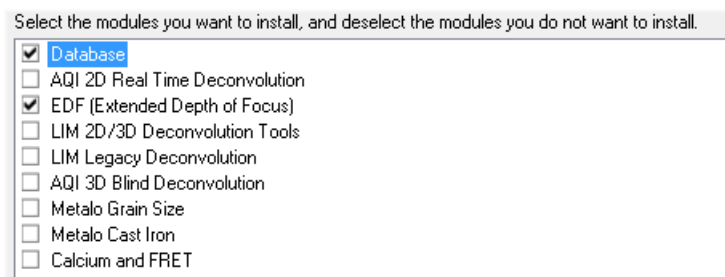 Select the modules you want to install, and deselect the modules you do not want to install.
Database
AQI 2D Real Time Deconvolution
EDF (Extended Depth of Focus)
LIM 2D/3D Deconvolution Tools
LIM Legacy Deconvolution
AQI 3D Blind Deconvolution
Metalo Grain Size
Metalo Cast Iron
Calcium and FRET